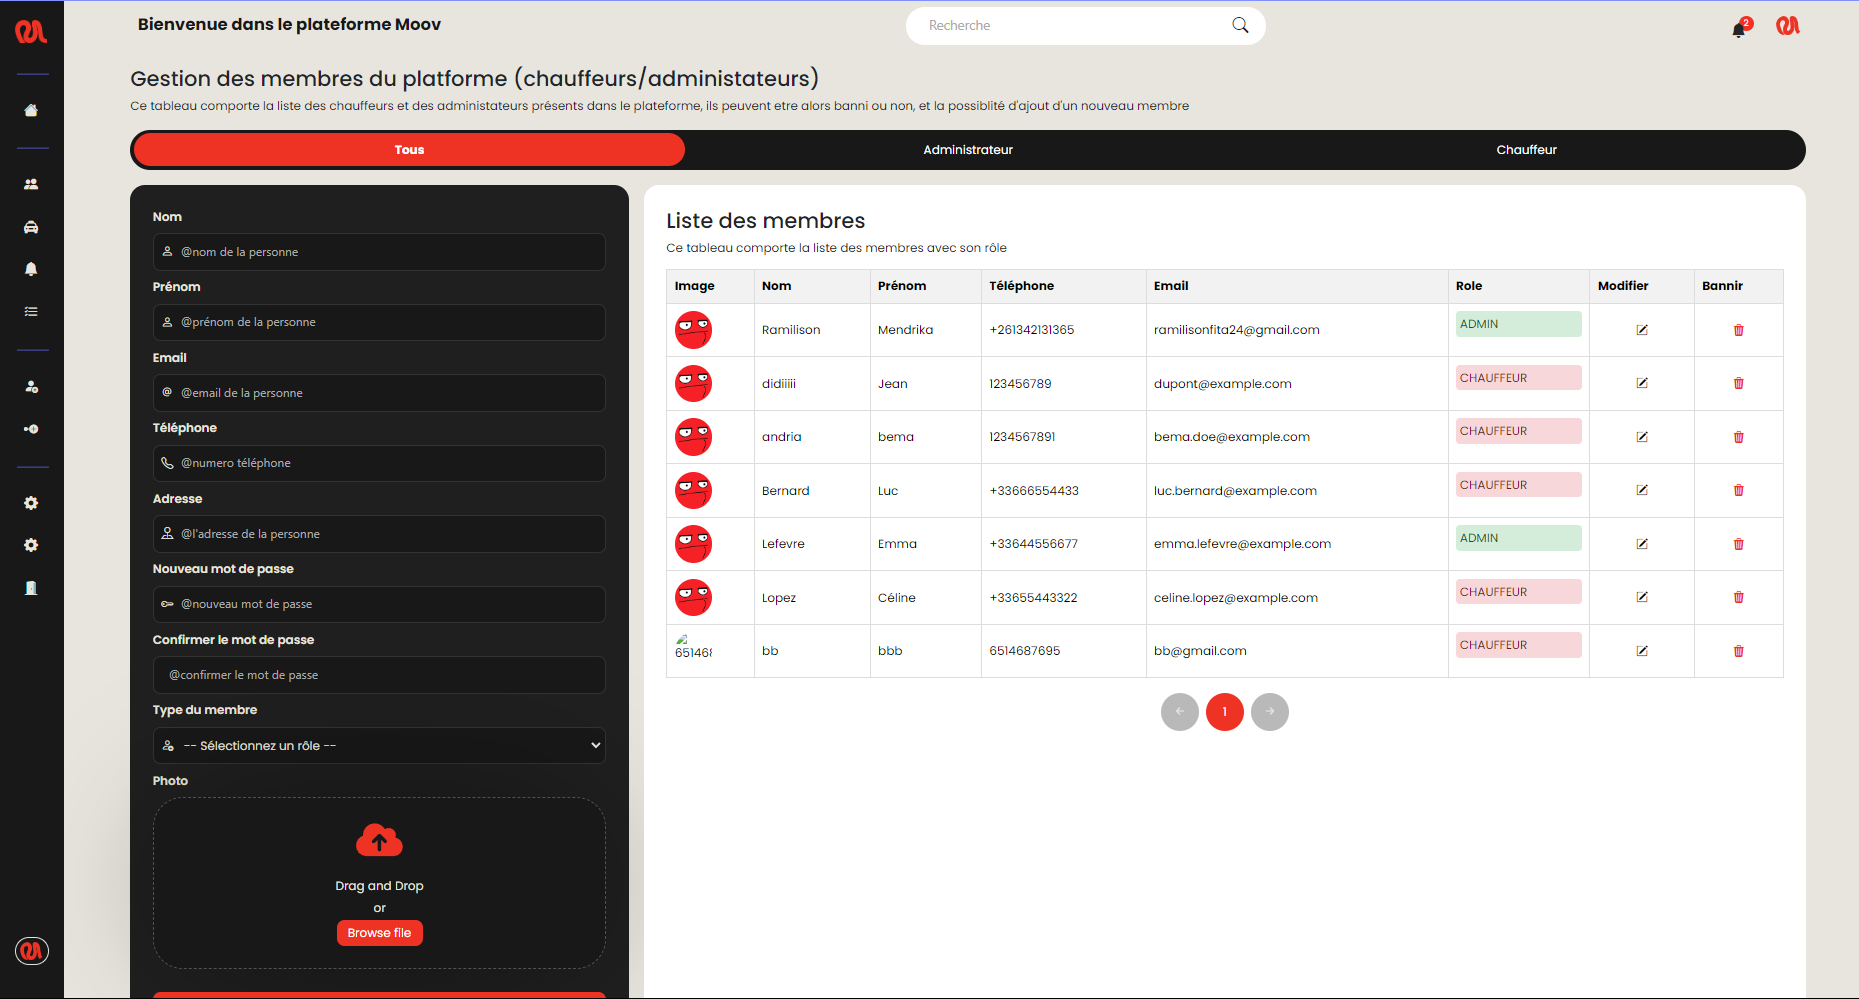 Bienvenue dans le plateforme Moov
Recherche
2
Gestion des membres du platforme (chauffeurs/administateurs)
Ce tableau comporte la liste des chauffeurs et des administateurs présents dans le plateforme, ils peuvent etre alors banni ou non, et la possiblité d'ajout d'un nouveau membre
Tous Administrateur Chauffeur
Nom
@nom de la personne
Prénom
@prénom de la personne
Email
@email de la personne
Téléphone
@numero téléphone
Adresse
@l'adresse de la personne
Nouveau mot de passe
@nouveau mot de passe
Confirmer le mot de passe
@confirmer le mot de passe
Type du membre
-- Sélectionnez un rôle --
Photo
Drag and Drop
or
Browse file
Liste des membres
Ce tableau comporte la liste des membres avec son rôle
Image Nom Prénom Téléphone Email Role Modifier Bannir
Ramilison Mendrika +261342131365 ramilisonfita24@gmail.com ADMIN
didiiiii Jean 123456789 dupont@example.com CHAUFFEUR
andria bema 1234567891 bema.doe@example.com CHAUFFEUR
Bernard Luc +33666554433 luc.bernard@example.com CHAUFFEUR
Lefevre Emma +33644556677 emma.lefevre@example.com ADMIN
Lopez Céline +33655443322 celine.lopez@example.com CHAUFFEUR
bb bbb 6514687695 bb@gmail.com CHAUFFEUR
1